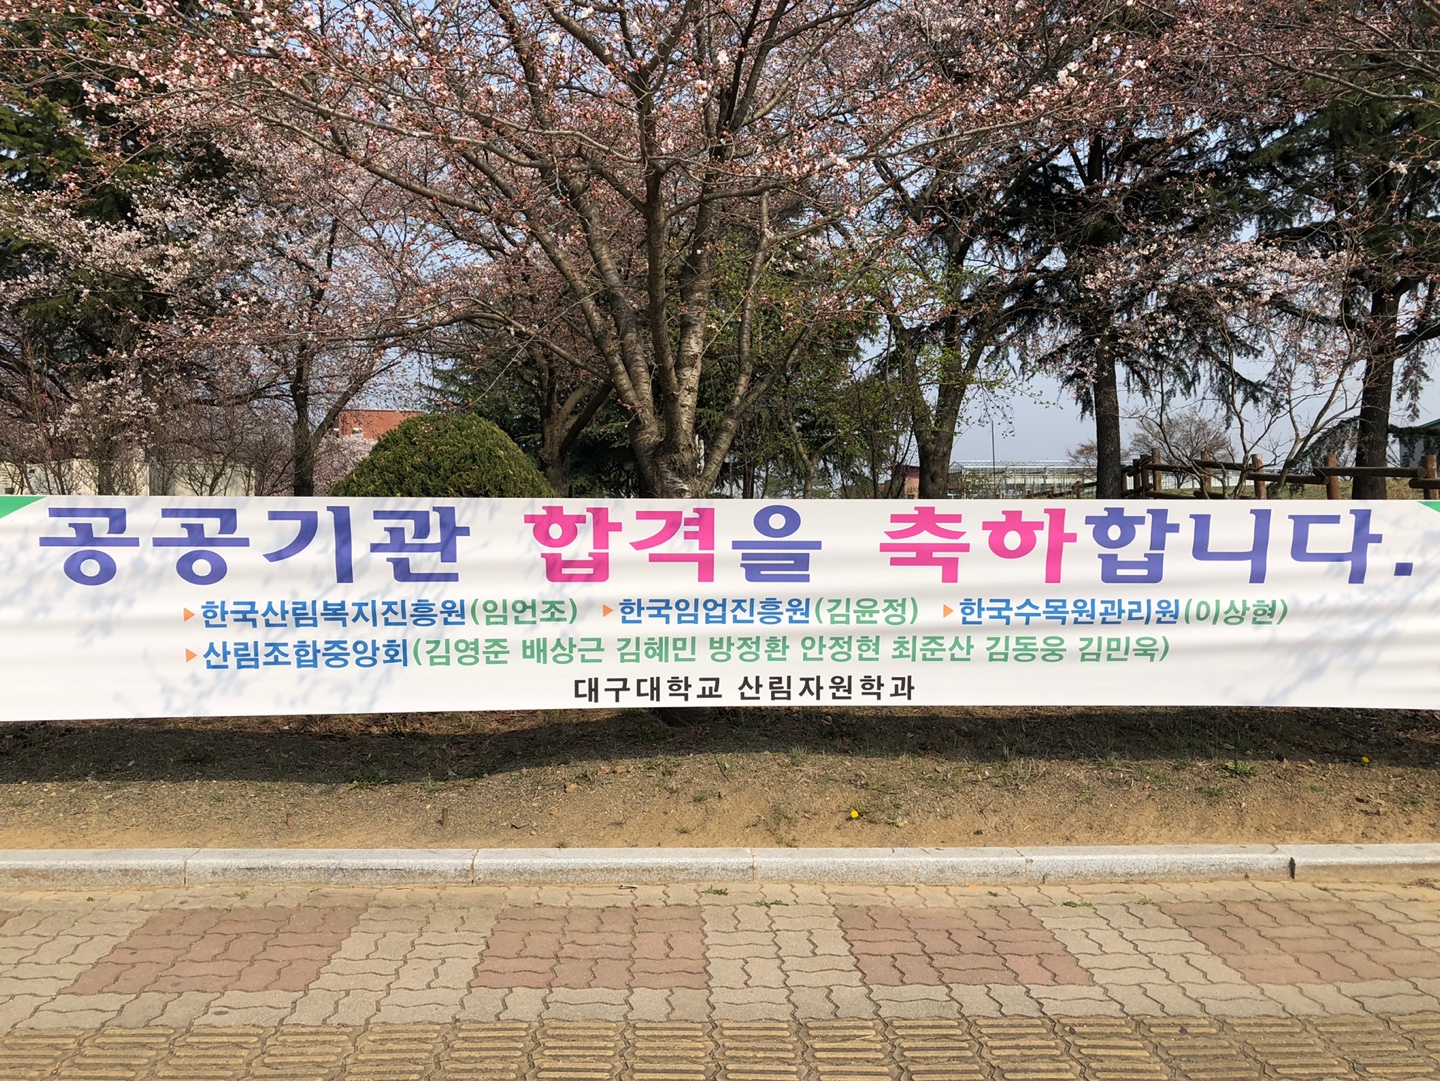 공공기관 합격을 축하합니다.
▶한국산림복지진흥원(임언조) ▶한국임업진흥원(김윤정) ▶한국수목원관리원(이상현)
▶산림조합중앙회(김영준 배상근 김혜민 방정환 안정현 최준산 김동웅 김민욱)
대구대학교 산림자원학과